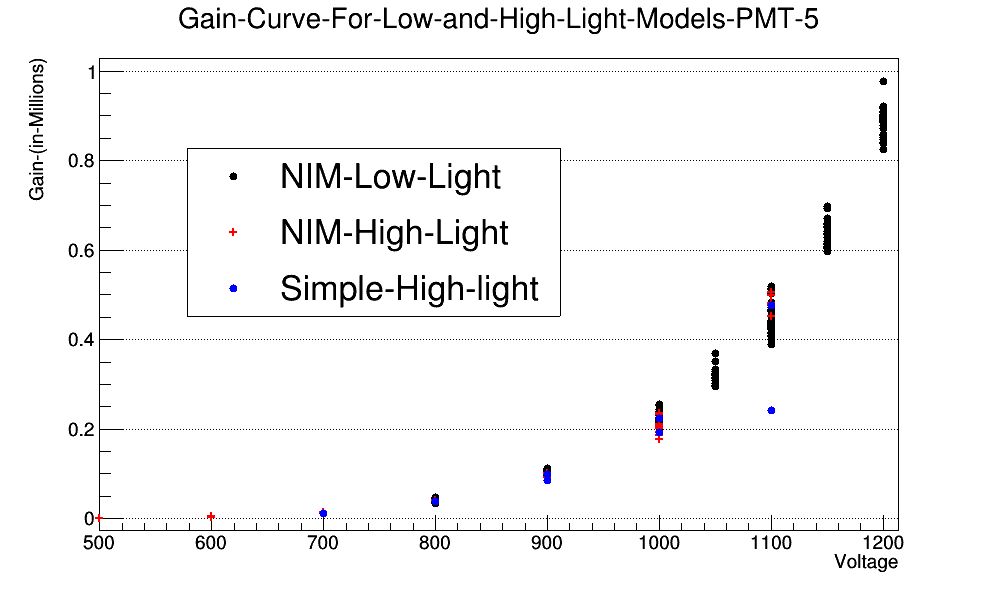 Gain-Curve-For-Low-and-High-Light-Models-PMT-5
Gain-(in-Millions)
1
0.8
0.6
0.4
0.2
0
NIM-Low-Light
NIM-High-Light
Simple-High-light
500 600 700 800 900 1000 1100 1200
Voltage